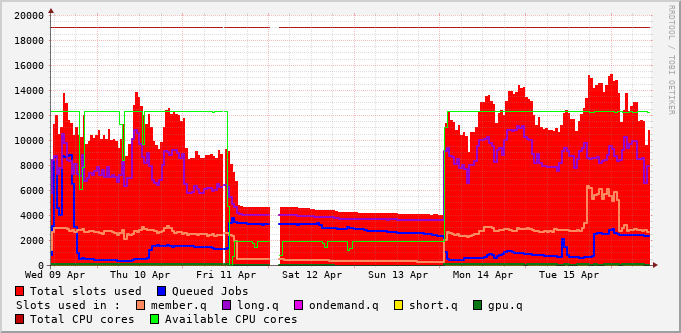 20000
18000
16000
14000
12000
10000
8000
6000
4000
2000
0
Wed 09 Apr Thu 10 Apr Fri 11 Apr Sat 12 Apr Sun 13 Apr Mon 14 Apr Tue 15 Apr
RRDTOOL / TOBI OETIKER
Total slots used Queued Jobs
Slots used in : member.q long.q ondemand.q short.q gpu.q
Total CPU cores Available CPU cores